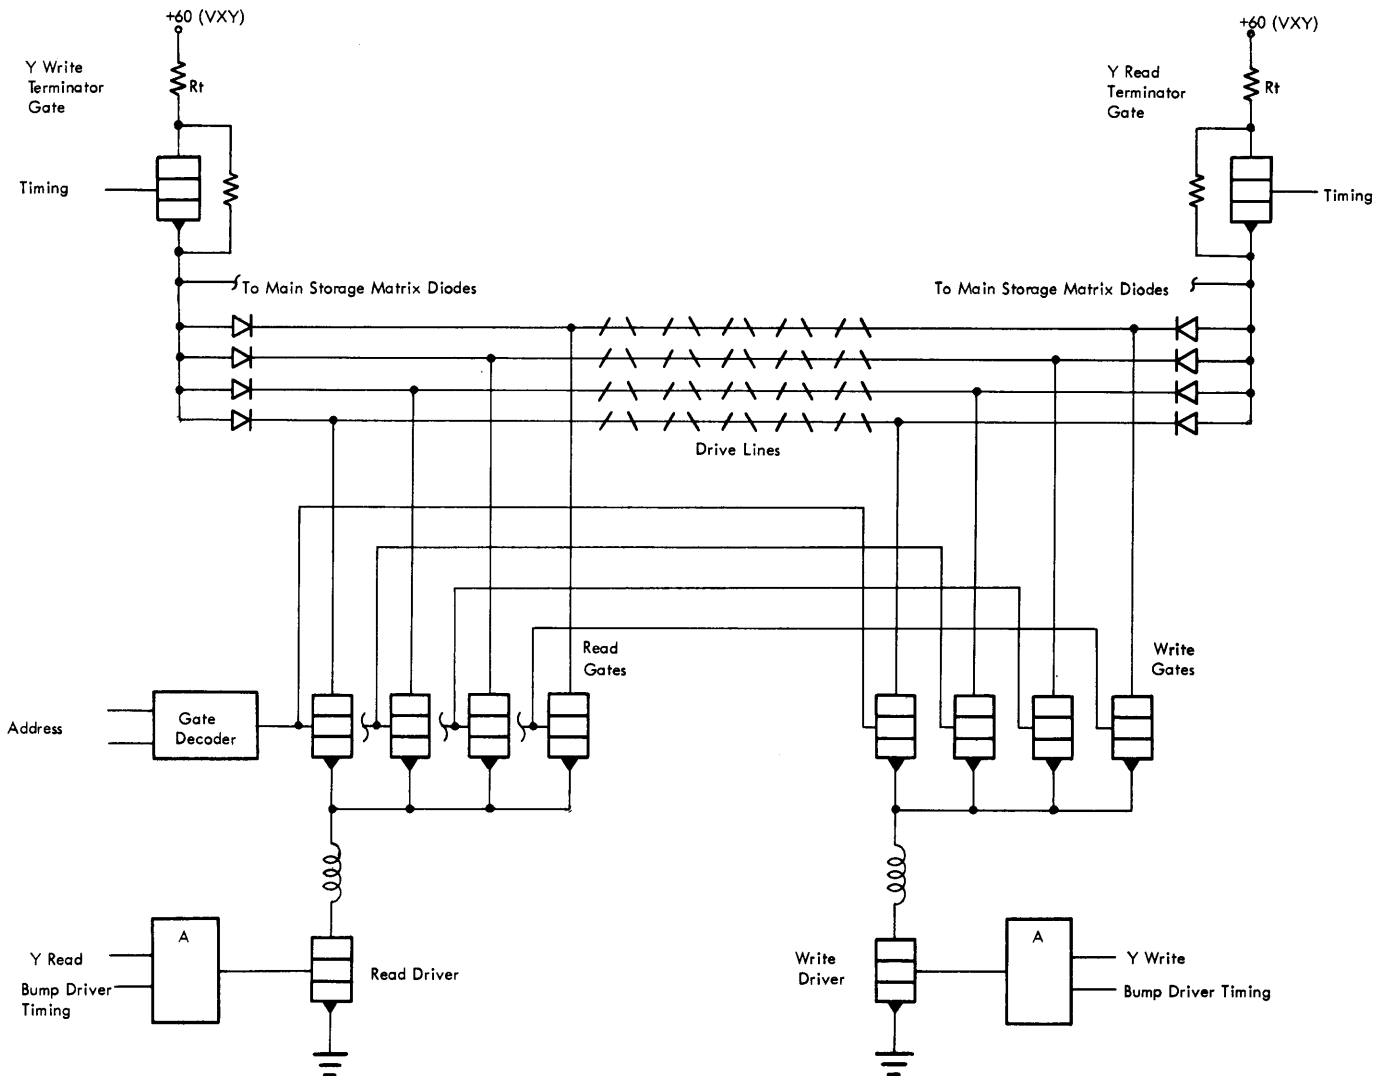 +60 (VXY)
Y Write
Terminator
Gate
Rt
Timing
+60 (VXY)
Y Read
Terminator
Gate
Rt
Timing
To Main Storage Matrix Diodes
To Main Storage Matrix Diodes
Drive Lines
Read
Gates
Write
Gates
Address
Gate
Decoder
A
Y Read
Bump Driver
Timing
Read Driver
Write
Driver
A
Y Write
Bump Driver Timing